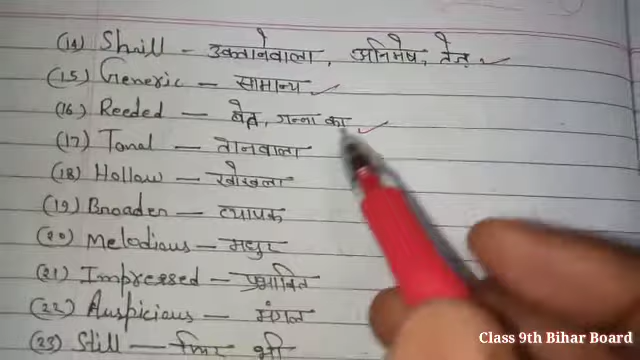 (14) Shrill - उकतानेवाला, अनिमेष, तेज़
(15) Generic - सामान्य
(16) Reeded - बेंत, गन्ना का
(17) Tonal - तानवाला
(18) Hollow - खोखला
(19) Broader - व्यापक
(20) Melodious - मधुर
(21) Impressed - प्रभावित
(22) Auspicious - मंगल
(23) Still - फिर भी
Class 9th Bihar Board